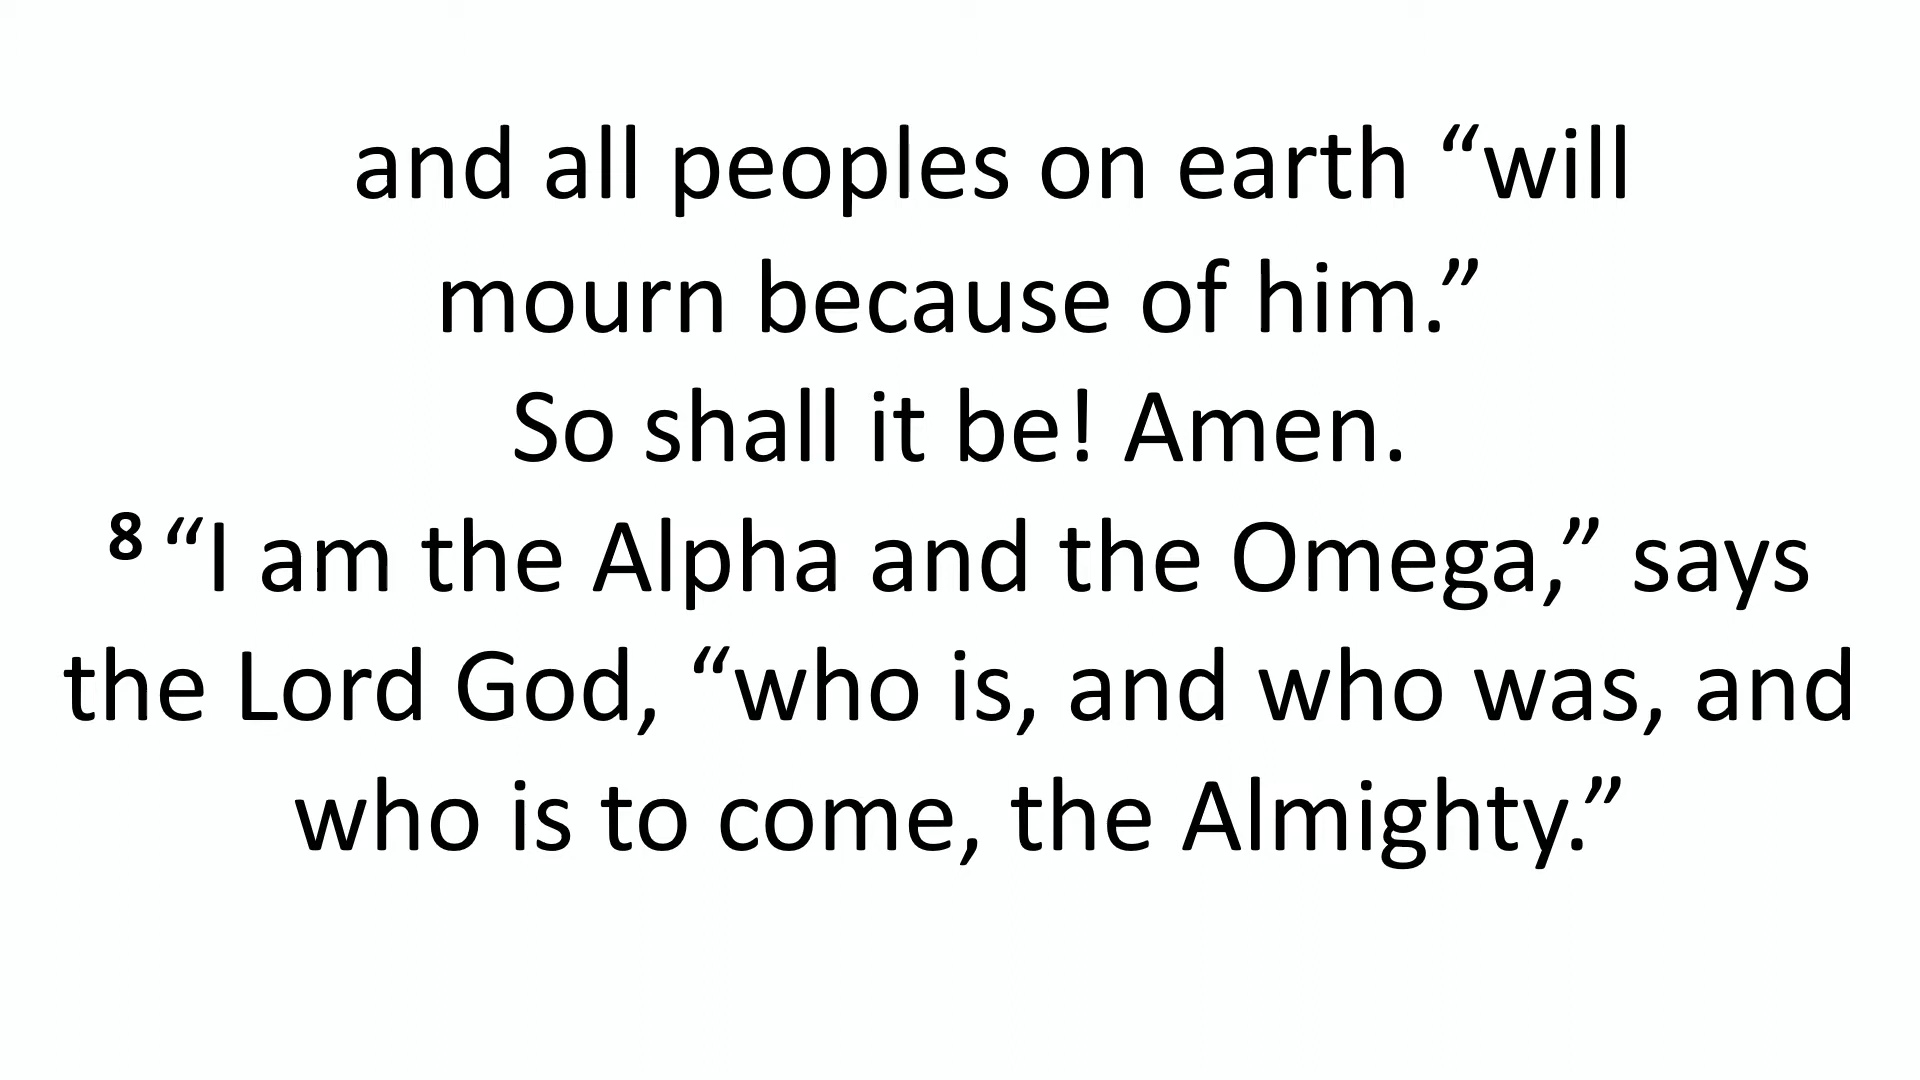 and all peoples on earth “will
mourn because of him.”
So shall it be! Amen.
8 “I am the Alpha and the Omega,” says
the Lord God, “who is, and who was, and
who is to come, the Almighty.”